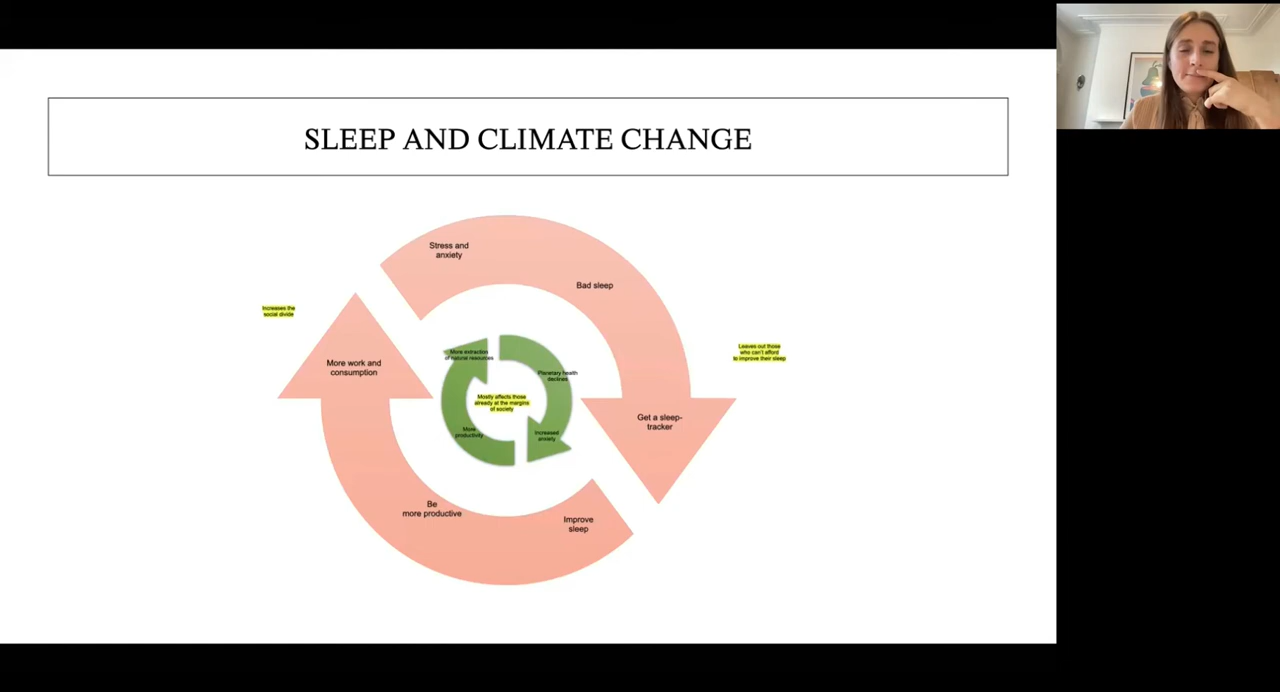 SLEEP AND CLIMATE CHANGE
Stress and
anxiety
Bad sleep
Increases the
social divide
Leaves out those
who can't afford
to improve their sleep
More work and
consumption
More extraction
of natural resources
Planetary health
declines
Mostly affects those
already at the margins
of society
Get a sleep-
tracker
More
productivity
Increased
anxiety
Be
more productive
Improve
sleep